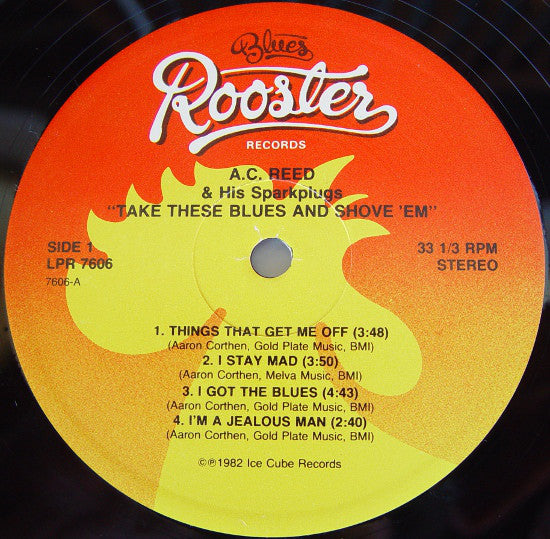 Blues
Rooster
RECORDS
A.C. REED
& His Sparkplugs
"TAKE THESE BLUES AND SHOVE 'EM"
SIDE 1
LPR 7606
7606-A
33 1/3 RPM
STEREO
1. THINGS THAT GET ME OFF (3:48)
(Aaron Corthen, Gold Plate Music, BMI)
2. I STAY MAD (3:50)
(Aaron Corthen, Melva Music, BMI)
3. I GOT THE BLUES (4:43)
(Aaron Corthen, Gold Plate Music, BMI)
4. I'M A JEALOUS MAN (2:40)
(Aaron Corthen, Gold Plate Music, BMI)
©℗1982 Ice Cube Records